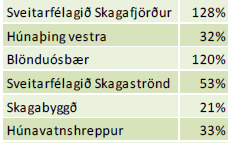 Sveitarfélagið Skagafjörður 128%
Húnaþing vestra 32%
Blönduósbær 120%
Sveitarfélagið Skagaströnd 53%
Skagabyggð 21%
Húnavatnshreppur 33%